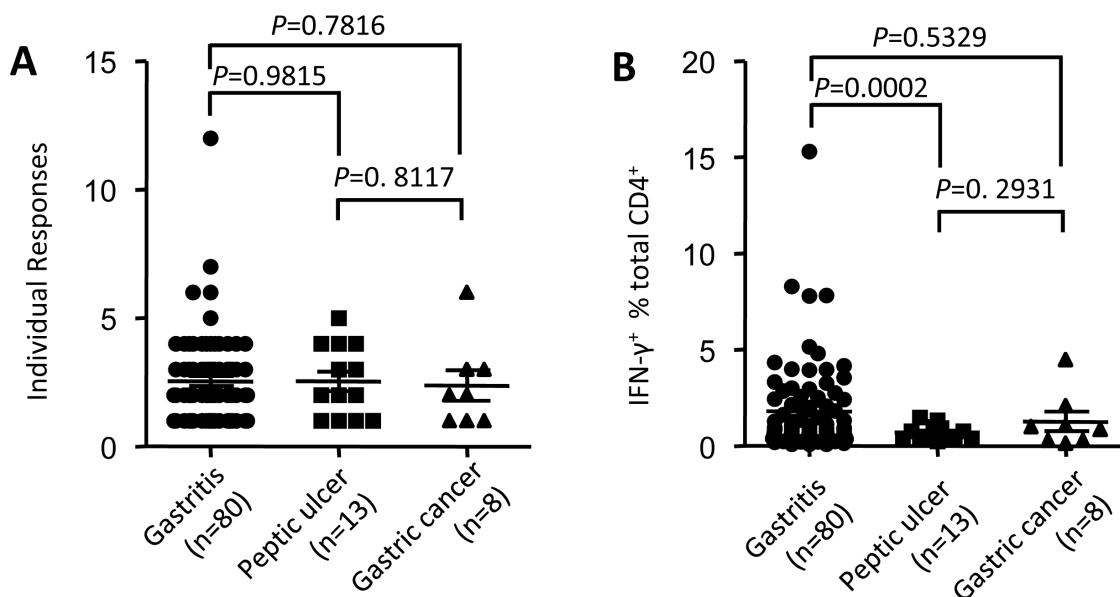 A
P=0.7816
P=0.9815
P=0. 8117
Individual Responses
15
10
5
0
Gastritis
(n=80)
Peptic ulcer
(n=13)
Gastric cancer
(n=8)
B
P=0.5329
P=0.0002
P=0. 2931
IFN-γ⁺ % total CD4⁺
20
15
10
5
0
Gastritis
(n=80)
Peptic ulcer
(n=13)
Gastric cancer
(n=8)